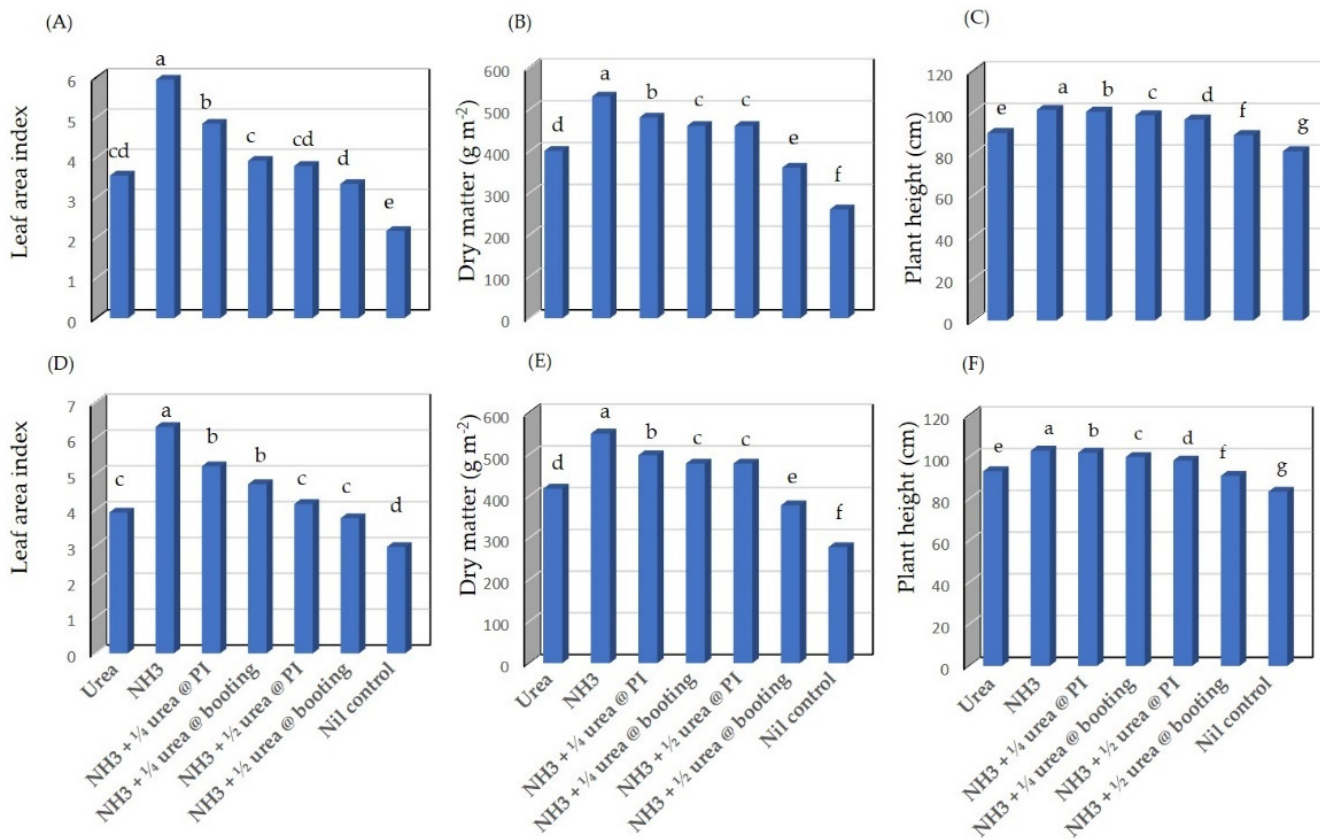 (A)
Leaf area index
6
5
4
3
2
1
0
cd
a
b
c
cd
d
e
(B)
Dry matter (g m-2)
600
500
400
300
200
100
0
d
a
b
c
c
e
f
(C)
Plant height (cm)
120
100
80
60
40
20
0
e
a
b
c
d
f
g
(D)
Leaf area index
7
6
5
4
3
2
1
0
c
a
b
b
c
c
d
Urea
NH3
NH3 + ¼ urea @ PI
NH3 + ¼ urea @ booting
NH3 + ½ urea @ PI
NH3 + ½ urea @ booting
Nil control
(E)
Dry matter (g m-2)
600
500
400
300
200
100
0
d
a
b
c
c
e
f
Urea
NH3
NH3 + ¼ urea @ PI
NH3 + ¼ urea @ booting
NH3 + ½ urea @ PI
NH3 + ½ urea @ booting
Nil control
(F)
Plant height (cm)
120
100
80
60
40
20
0
e
a
b
c
d
f
g
Urea
NH3
NH3 + ¼ urea @ PI
NH3 + ¼ urea @ booting
NH3 + ½ urea @ PI
NH3 + ½ urea @ booting
Nil control